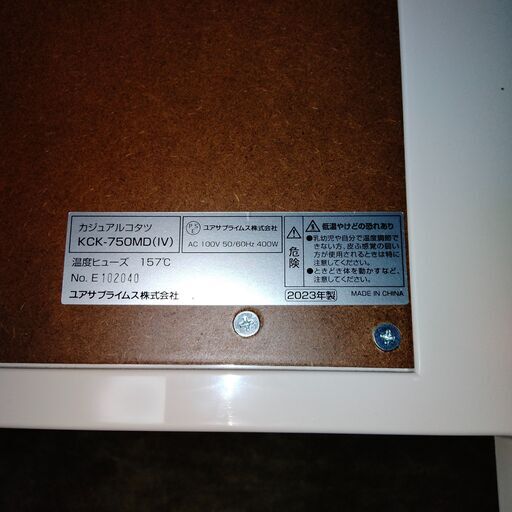 カジュアルコタツ
KCK-750MD(IV)
PSE
ユアサプライムス株式会社
AC 100V 50/60Hz 400W
温度ヒューズ 157℃
No. E 102040
ユアサプライムス株式会社
危険
低温やけどの恐れあり
●乳幼児や自分で温度調節で
きない方、皮ふ感覚の弱い
方が使用されるときは特に
注意してください。
●ときどき体を動かすなど、
注意してください。
2023年製
MADE IN CHINA